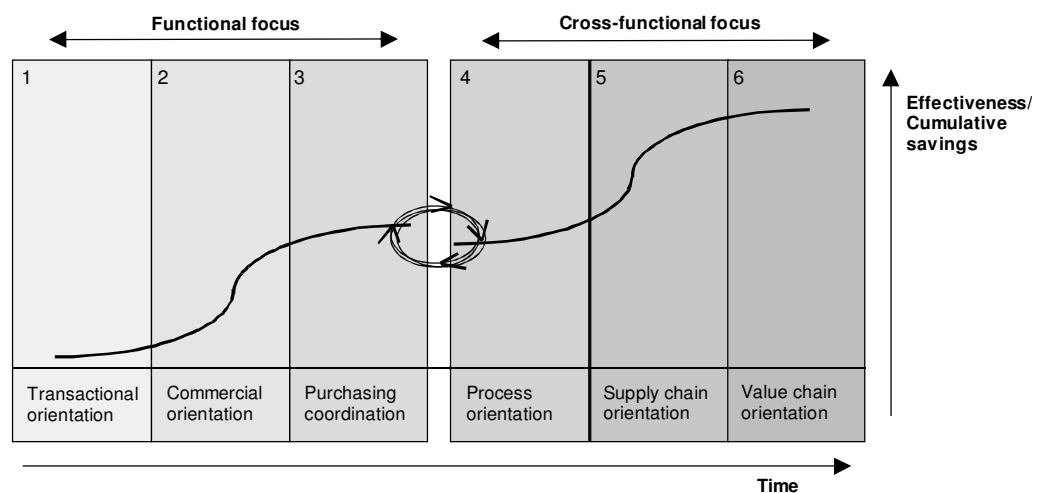 Functional focus
Cross-functional focus
1
2
3
4
5
6
Effectiveness/
Cumulative
savings
Transactional
orientation
Commercial
orientation
Purchasing
coordination
Process
orientation
Supply chain
orientation
Value chain
orientation
Time